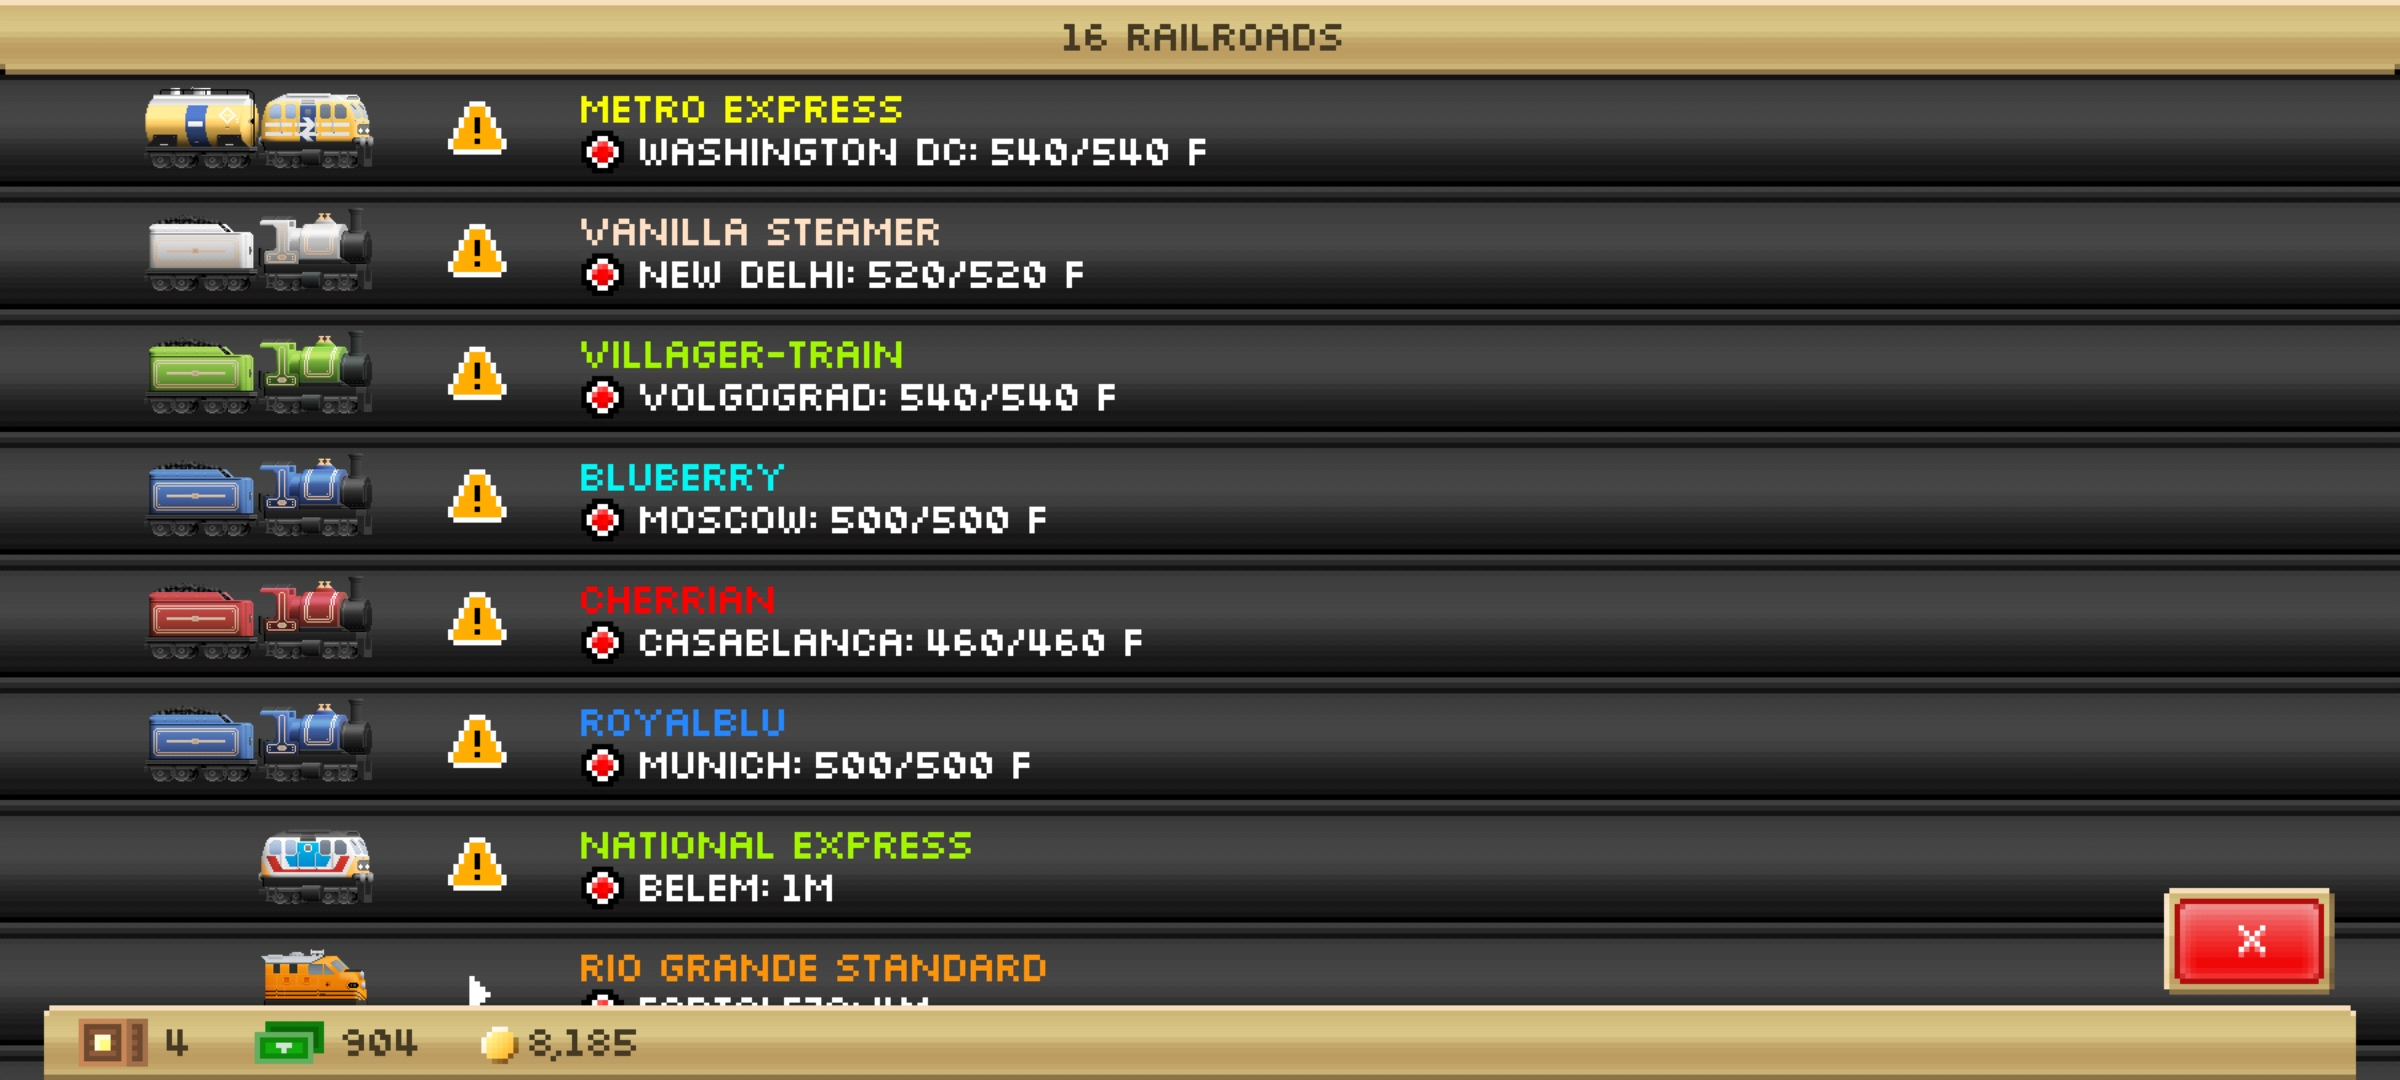 16 RAILROADS
METRO EXPRESS
WASHINGTON DC: 540/540 F
VANILLA STEAMER
NEW DELHI: 520/520 F
VILLAGER-TRAIN
VOLGOGRAD: 540/540 F
BLUBERRY
MOSCOW: 500/500 F
CHERRIAN
CASABLANCA: 460/460 F
ROYALBLU
MUNICH: 500/500 F
NATIONAL EXPRESS
BELEM: 1M
RIO GRANDE STANDARD
X
4 904 8,185